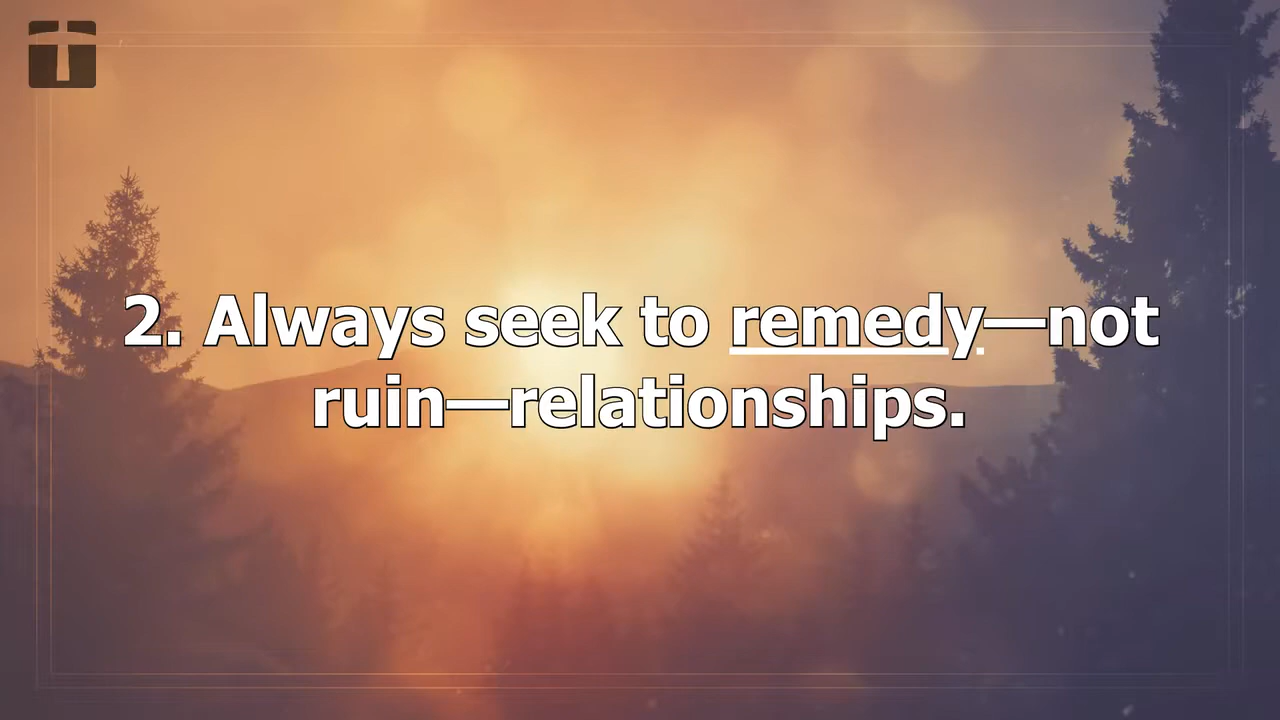 2. Always seek to remedy—not
ruin—relationships.